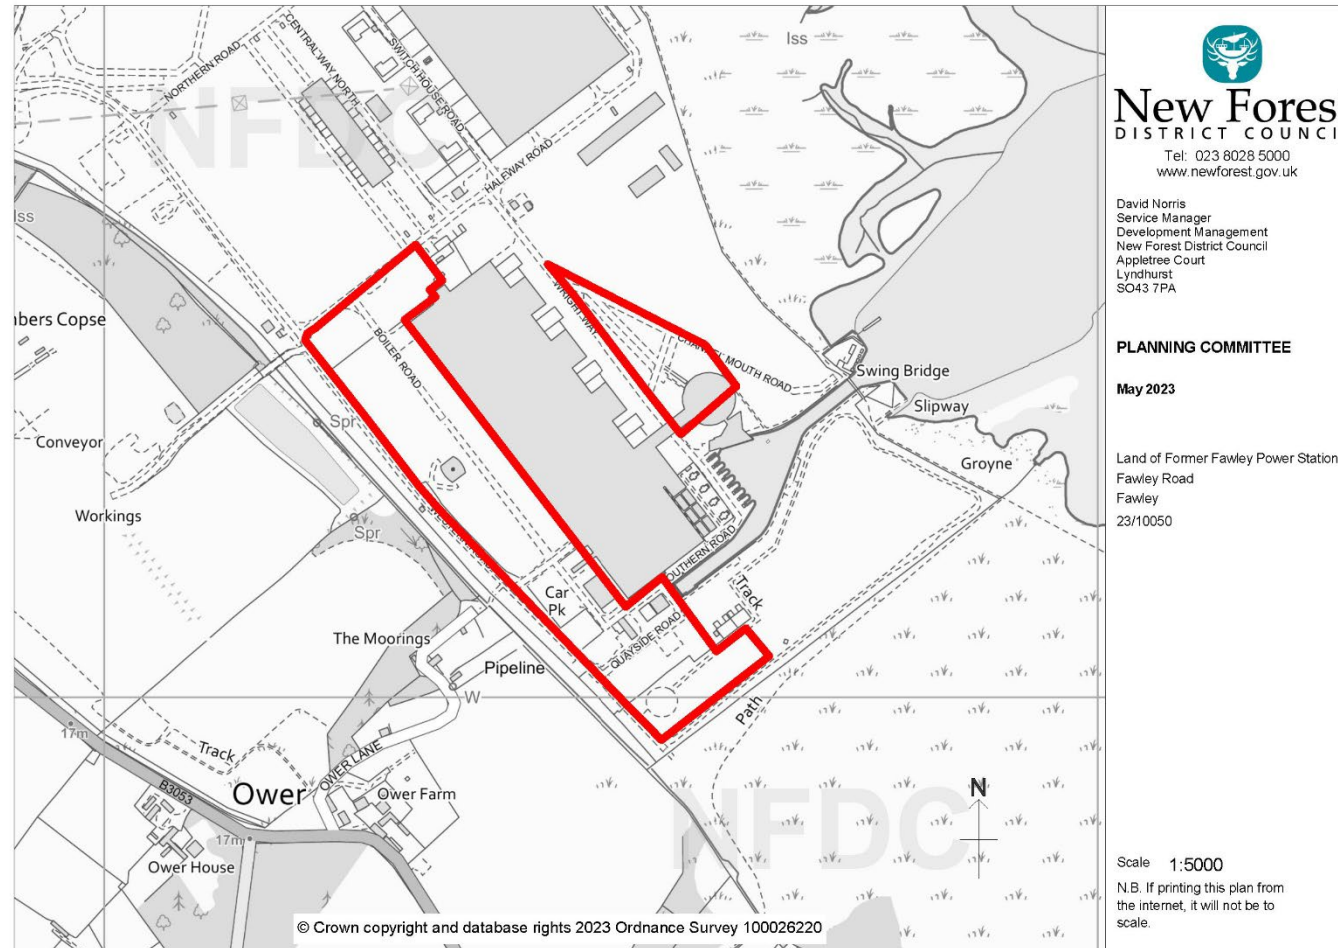 NFDC
Iss
NORTHERN ROAD
CENTRALWAY NORTH
SWITCH HOUSE ROAD
HALFWAY ROAD
Iss
WRIGHT WAY
BOILER ROAD
CHANNEL MOUTH ROAD
mbers Copse
Swing Bridge
Slipway
Conveyor
Spr
Groyne
Workings
Spr
Car
Pk
SOUTHERN ROAD
Track
The Moorings
QUAYSIDE ROAD
Pipeline
W
Path
17m
Track
OWER LANE
Ower
Ower Farm
B3053
17m
Ower House
NFDC
N
© Crown copyright and database rights 2023 Ordnance Survey 100026220
New Fores
DISTRICT COUNCI
Tel: 023 8028 5000
www.newforest.gov.uk
David Norris
Service Manager
Development Management
New Forest District Council
Appletree Court
Lyndhurst
SO43 7PA
PLANNING COMMITTEE
May 2023
Land of Former Fawley Power Station
Fawley Road
Fawley
23/10050
Scale 1:5000
N.B. If printing this plan from
the internet, it will not be to
scale.